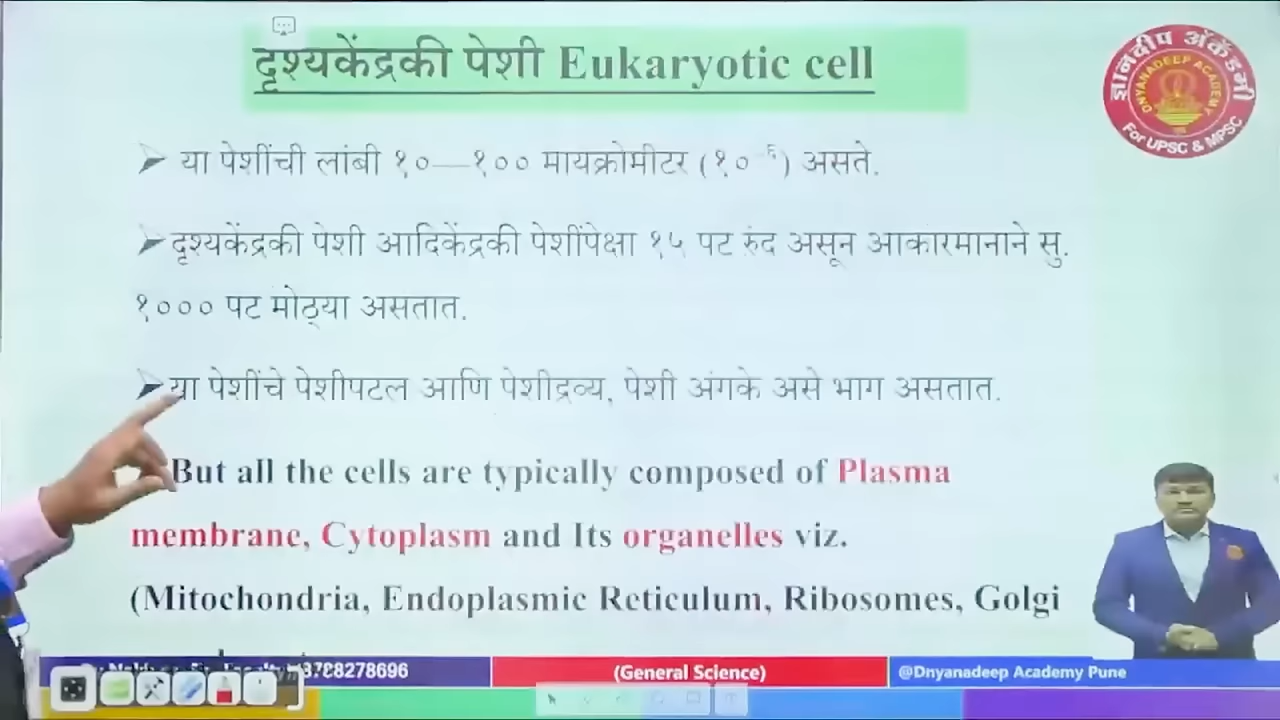 दृश्यकेंद्रकी पेशी Eukaryotic cell
ज्ञानदीप ॲकॅडमी
DNYANADEEP ACADEMY
For UPSC & MPSC
➢ या पेशींची लांबी १०—१०० मायक्रोमीटर (१०⁻⁶) असते.
➢ दृश्यकेंद्रकी पेशी आदिकेंद्रकी पेशींपेक्षा १५ पट रुंद असून आकारमानाने सु.
१००० पट मोठ्या असतात.
➢ या पेशींचे पेशीपटल आणि पेशीद्रव्य, पेशी अंगके असे भाग असतात.
But all the cells are typically composed of Plasma
membrane, Cytoplasm and Its organelles viz.
(Mitochondria, Endoplasmic Reticulum, Ribosomes, Golgi
8278696
(General Science)
@Dnyanadeep Academy Pune